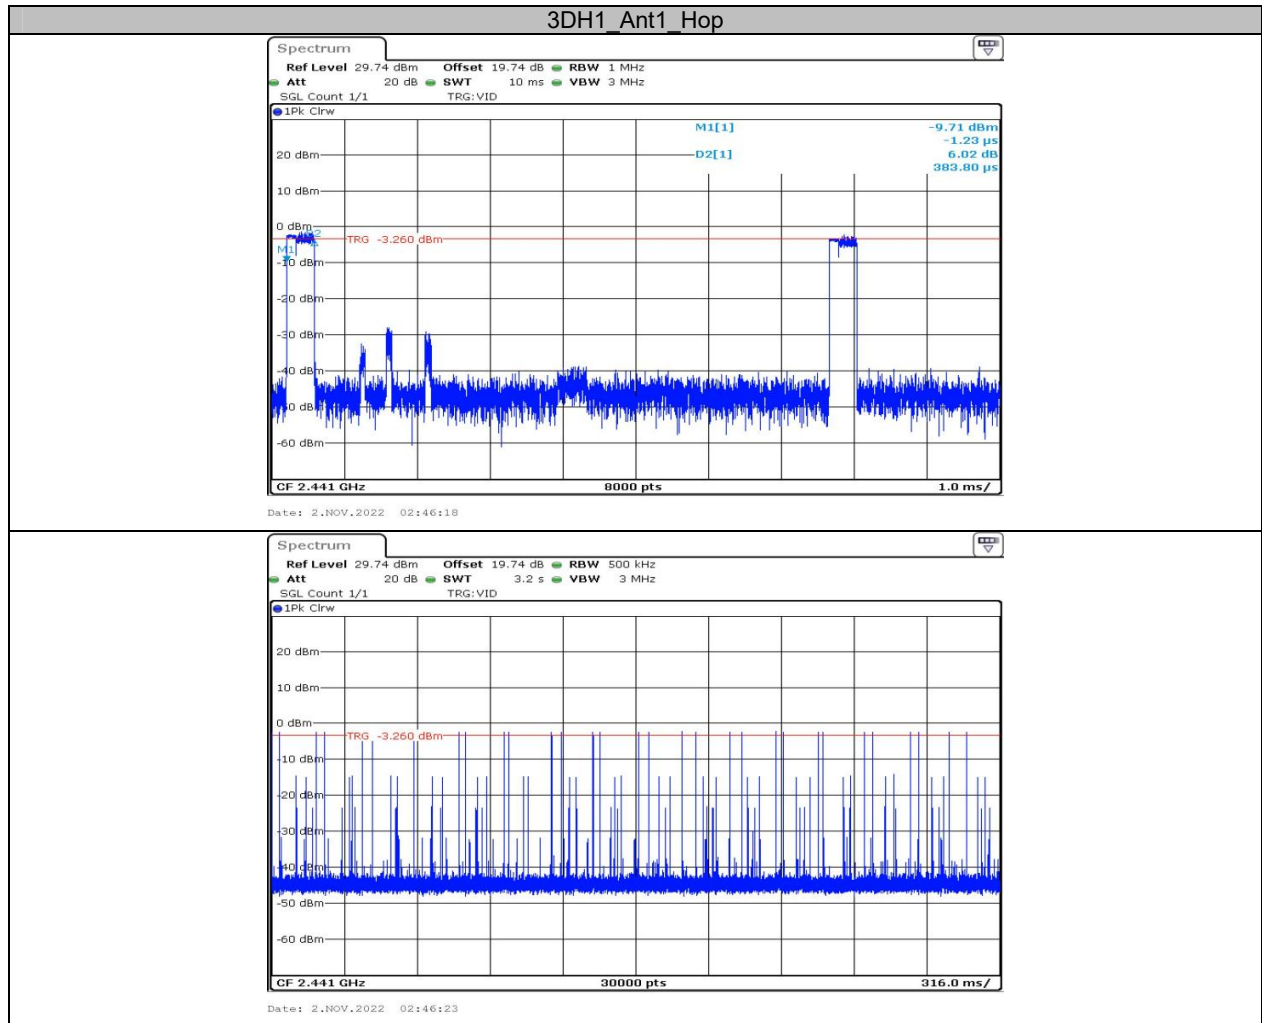 3DH1_Ant1_Hop
Spectrum
Ref Level 29.74 dBm Offset 19.74 dB RBW 1 MHz
Att 20 dB SWT 10 ms VBW 3 MHz
SGL Count 1/1 TRG:VID
1Pk Clrw
M1[1] -9.71 dBm
-1.23 µs
D2[1] 6.02 dB
383.80 µs
20 dBm
10 dBm
0 dBm
TRG -3.260 dBm
M1
-10 dBm
-20 dBm
-30 dBm
-40 dBm
-50 dBm
-60 dBm
CF 2.441 GHz 8000 pts 1.0 ms/
Date: 2.NOV.2022 02:46:18
Spectrum
Ref Level 29.74 dBm Offset 19.74 dB RBW 500 kHz
Att 20 dB SWT 3.2 s VBW 3 MHz
SGL Count 1/1 TRG:VID
1Pk Clrw
20 dBm
10 dBm
0 dBm
TRG -3.260 dBm
-10 dBm
-20 dBm
-30 dBm
-40 dBm
-50 dBm
-60 dBm
CF 2.441 GHz 30000 pts 316.0 ms/
Date: 2.NOV.2022 02:46:23